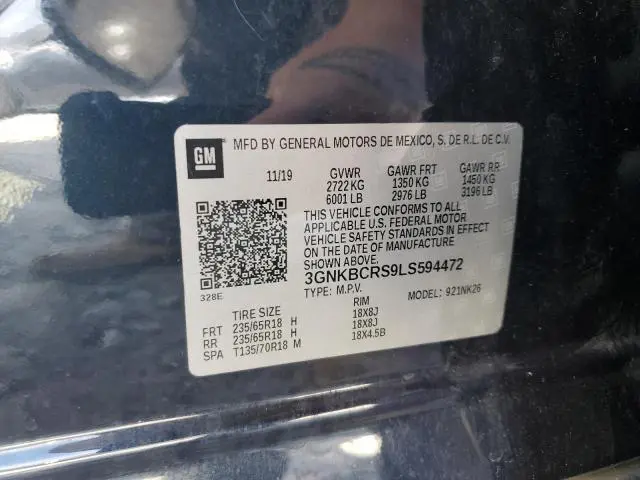 GM
MFD BY GENERAL MOTORS DE MEXICO, S. DE R.L. DE C.V.
11/19 GVWR GAWR FRT GAWR RR
2722 KG 1350 KG 1450 KG
6001 LB 2976 LB 3196 LB
THIS VEHICLE CONFORMS TO ALL
APPLICABLE U.S. FEDERAL MOTOR
VEHICLE SAFETY STANDARDS IN EFFECT
ON THE DATE OF MANUFACTURE
SHOWN ABOVE.
3GNKBCRS9LS594472
328E TYPE: M.P.V. MODEL: 921NK26
TIRE SIZE RIM
FRT 235/65R18 H 18X8J
RR 235/65R18 H 18X8J
SPA T135/70R18 M 18X4.5B